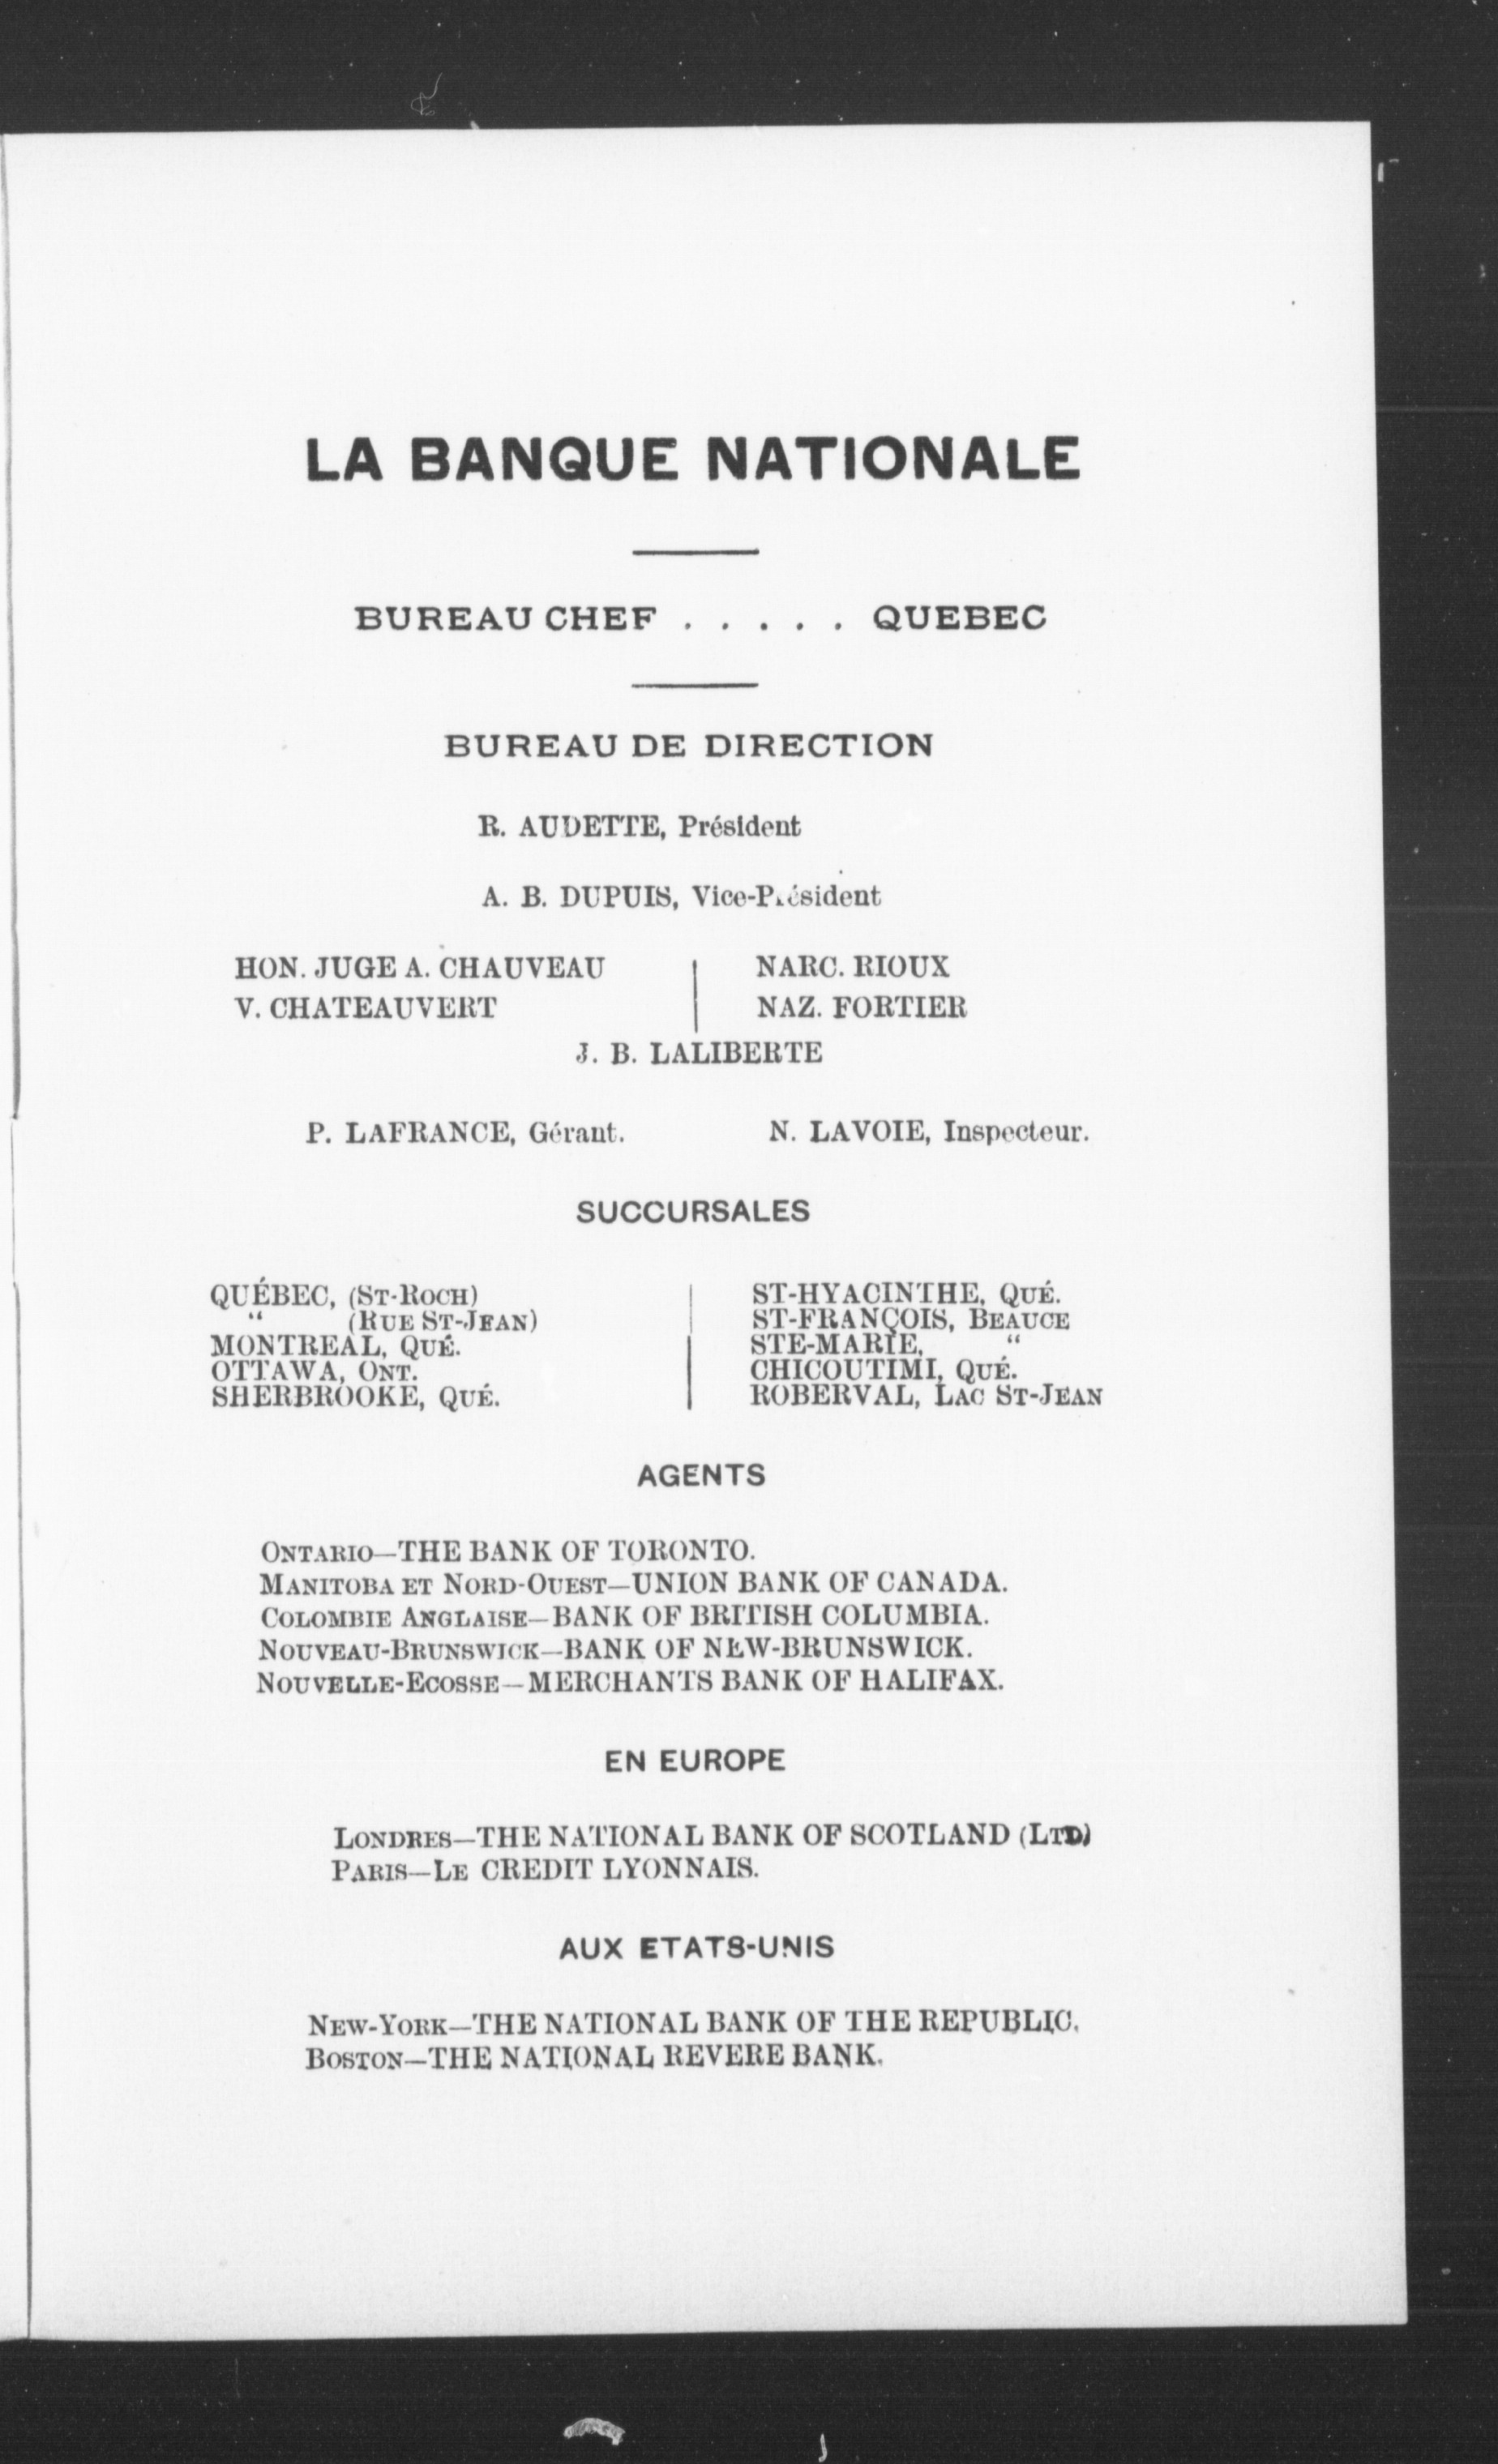 LA BANQUE NATIONALE
BUREAU CHEF . . . . . QUEBEC
BUREAU DE DIRECTION
R. AUDETTE, Président
A. B. DUPUIS, Vice-Président
HON. JUGE A. CHAUVEAU | NARC. RIOUX
V. CHATEAUVERT | NAZ. FORTIER
J. B. LALIBERTE
P. LAFRANCE, Gérant. N. LAVOIE, Inspecteur.
SUCCURSALES
QUÉBEC, (ST-ROCH) | ST-HYACINTHE, QUÉ.
“ (RUE ST-JEAN) | ST-FRANÇOIS, BEAUCE
MONTREAL, QUÉ. | STE-MARIE, “
OTTAWA, ONT. | CHICOUTIMI, QUÉ.
SHERBROOKE, QUÉ. | ROBERVAL, LAC ST-JEAN
AGENTS
ONTARIO—THE BANK OF TORONTO.
MANITOBA ET NORD-OUEST—UNION BANK OF CANADA.
COLOMBIE ANGLAISE—BANK OF BRITISH COLUMBIA.
NOUVEAU-BRUNSWICK—BANK OF NEW-BRUNSWICK.
NOUVELLE-ECOSSE—MERCHANTS BANK OF HALIFAX.
EN EUROPE
LONDRES—THE NATIONAL BANK OF SCOTLAND (LTD)
PARIS—LE CREDIT LYONNAIS.
AUX ETATS-UNIS
NEW-YORK—THE NATIONAL BANK OF THE REPUBLIC.
BOSTON—THE NATIONAL REVERE BANK.